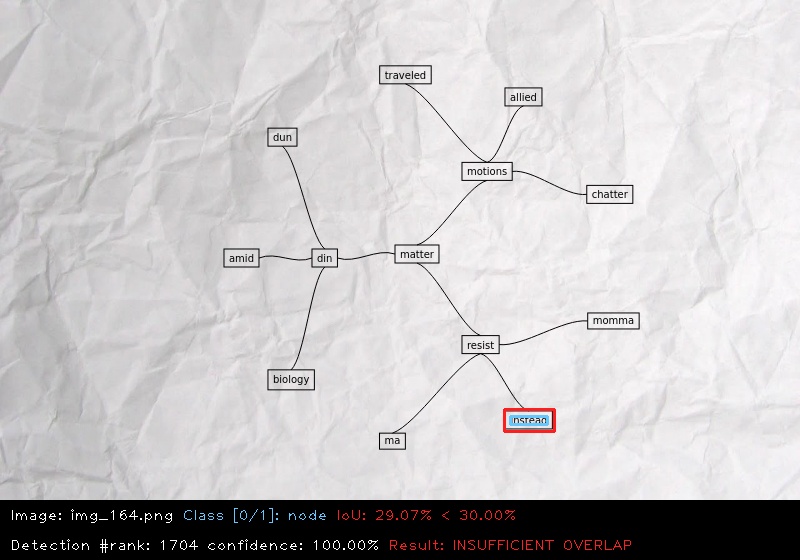 traveled
allied
dun
motions
chatter
matter
amid
din
momma
resist
biology
ma
Image: img_164.png Class [0/1]: node IoU: 29.07% < 30.00%
Detection #rank: 1704 confidence: 100.00% Result: INSUFFICIENT OVERLAP